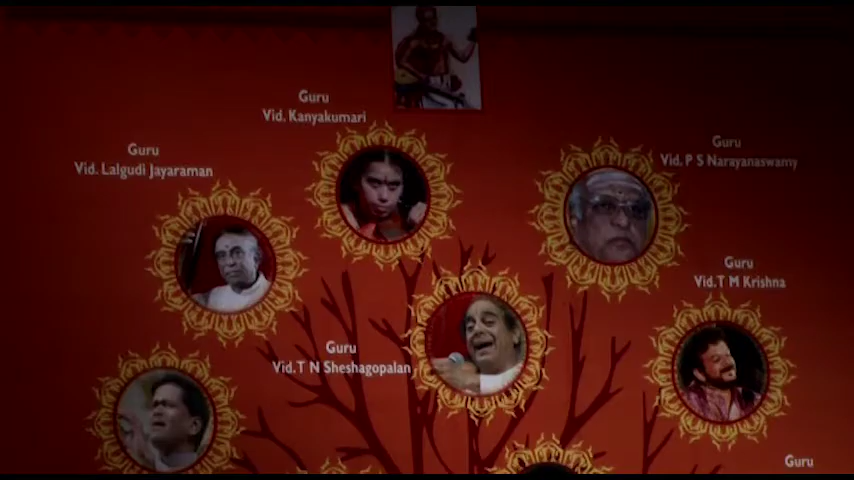 Guru
Vid. Kanyakumari
Guru
Vid. Lalgudi Jayaraman
Guru
Vid. P S Narayanaswamy
Guru
Vid. T M Krishna
Guru
Vid. T N Sheshagopalan
Guru